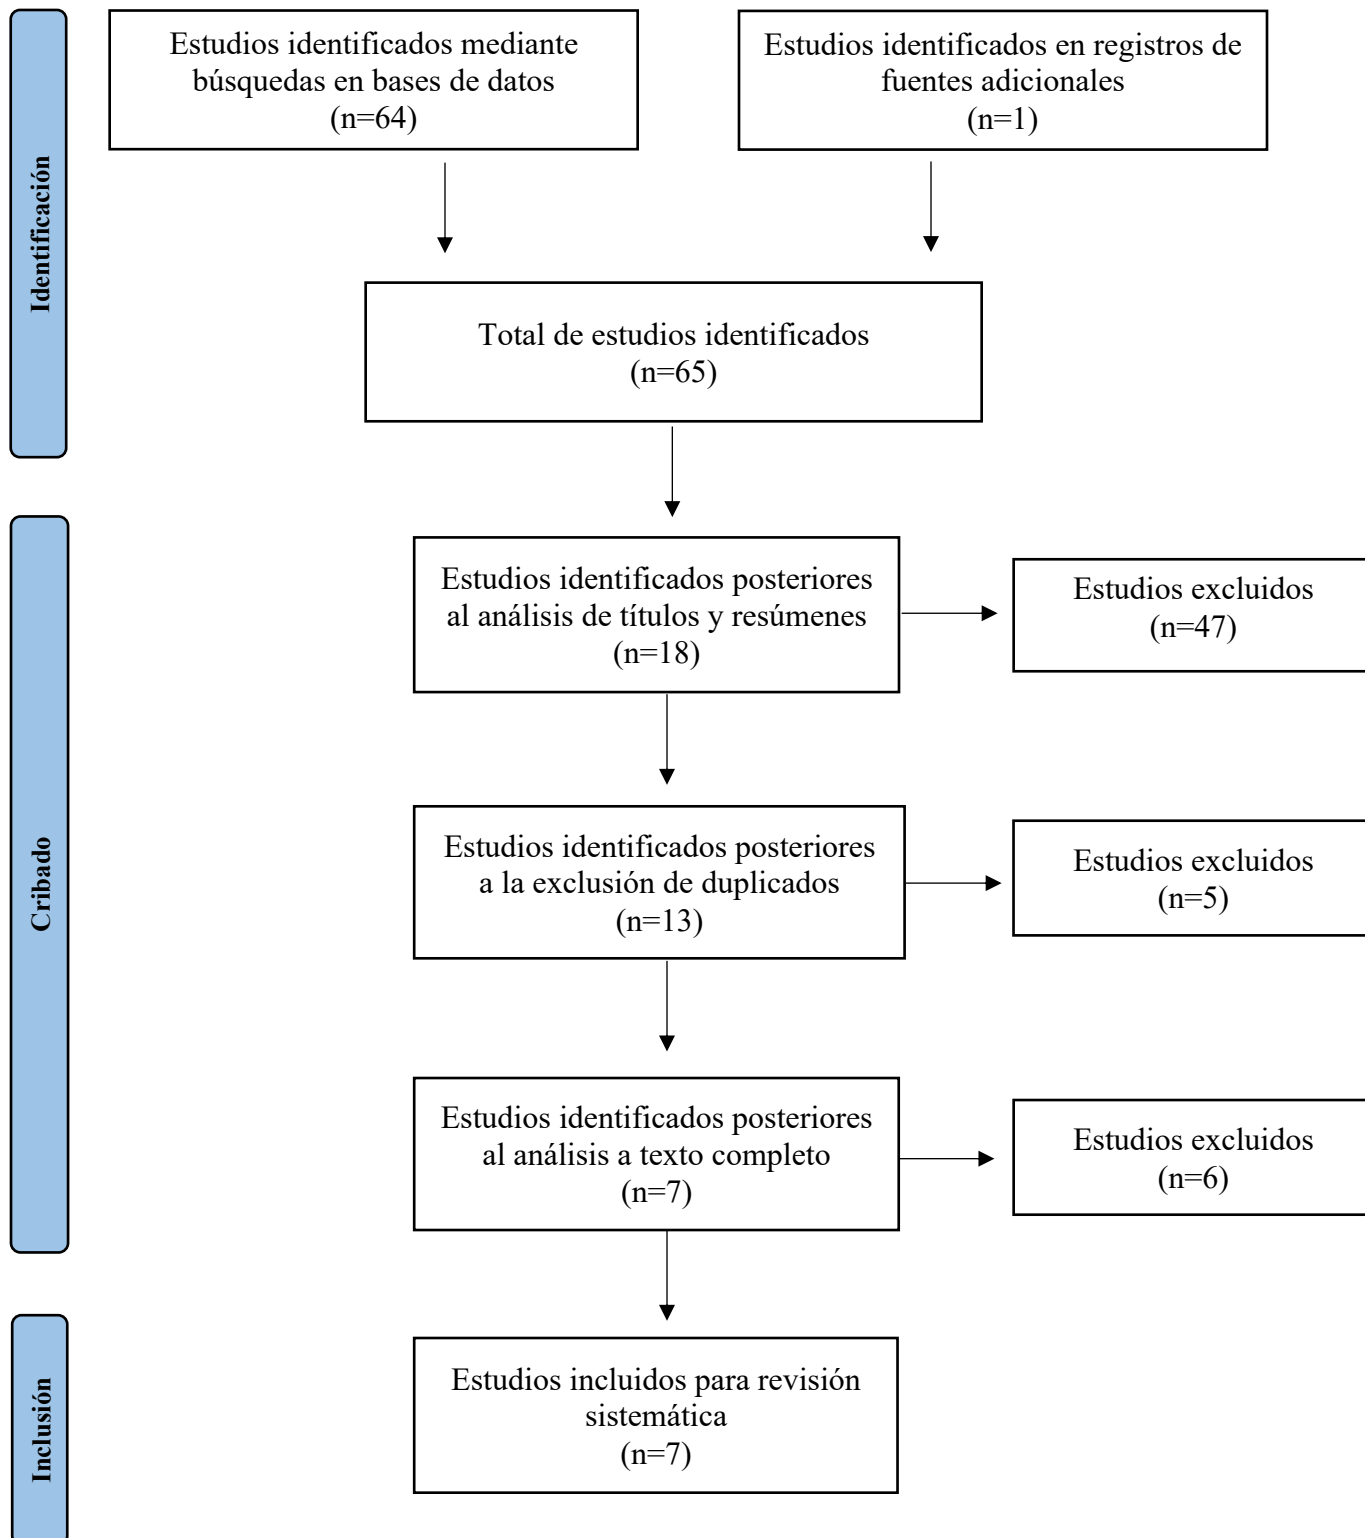 Identificación
Estudios identificados mediante
búsquedas en bases de datos
(n=64)
Estudios identificados en registros de
fuentes adicionales
(n=1)
Total de estudios identificados
(n=65)
Cribado
Estudios identificados posteriores
al análisis de títulos y resúmenes
(n=18)
Estudios excluidos
(n=47)
Estudios identificados posteriores
a la exclusión de duplicados
(n=13)
Estudios excluidos
(n=5)
Estudios identificados posteriores
al análisis a texto completo
(n=7)
Estudios excluidos
(n=6)
Inclusión
Estudios incluidos para revisión
sistemática
(n=7)